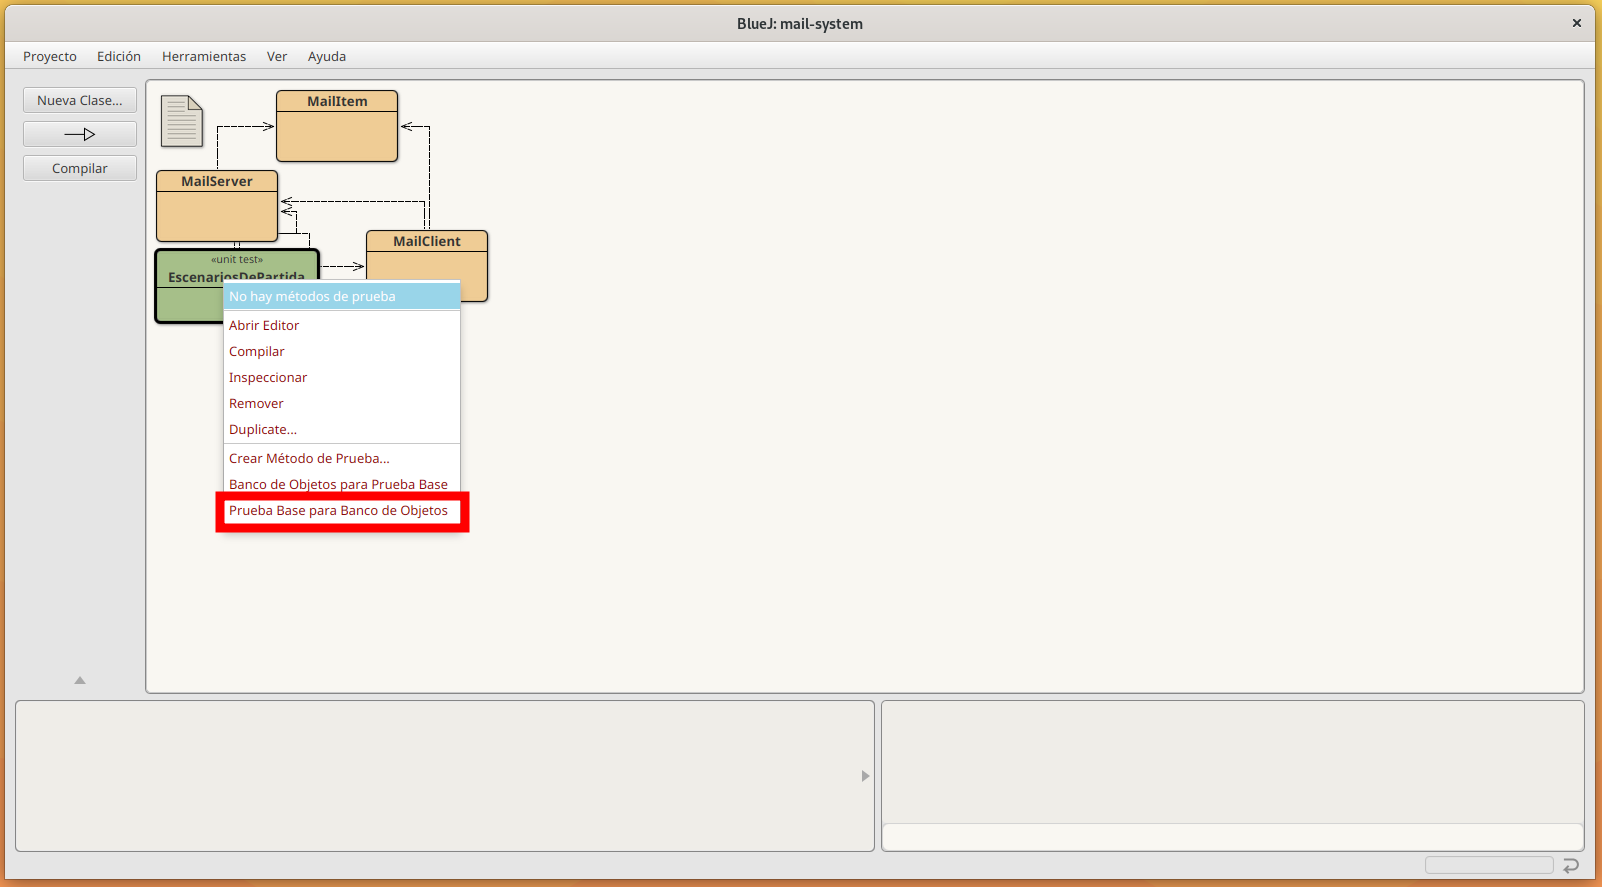 BlueJ: mail-system
Proyecto Edición Herramientas Ver Ayuda
Nueva Clase...
Compilar
MailItem
MailServer
MailClient
«unit test»
EscenariosDePartida
No hay métodos de prueba
Abrir Editor
Compilar
Inspeccionar
Remover
Duplicate...
Crear Método de Prueba...
Banco de Objetos para Prueba Base
Prueba Base para Banco de Objetos